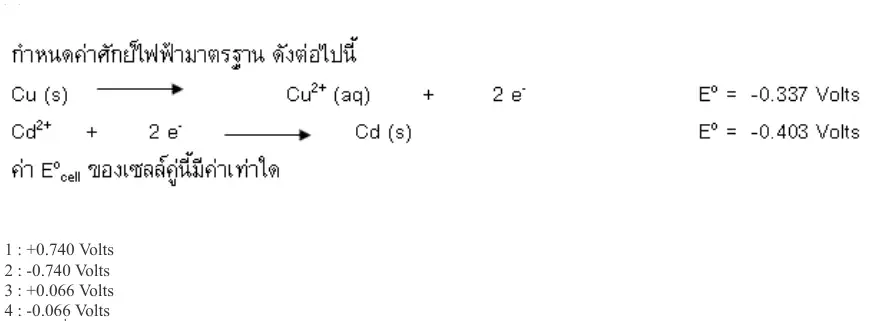 กำหนดค่าศักย์ไฟฟ้ามาตรฐาน ดังต่อไปนี้
Cu (s) ⟶ Cu²⁺ (aq) + 2 e⁻ E⁰ = -0.337 Volts
Cd²⁺ + 2 e⁻ ⟶ Cd (s) E⁰ = -0.403 Volts
ค่า E⁰cell ของเซลล์คู่นี้มีค่าเท่าใด
1 : +0.740 Volts
2 : -0.740 Volts
3 : +0.066 Volts
4 : -0.066 Volts